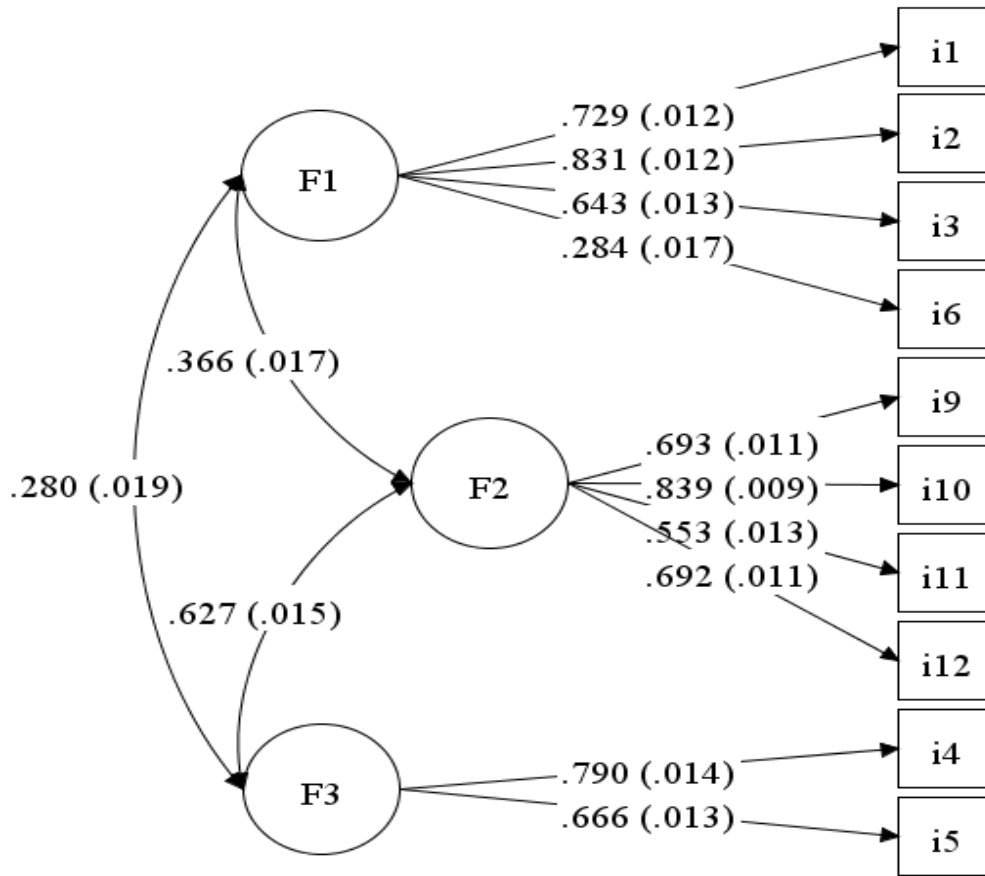 i1
.729 (.012)
i2
.831 (.012)
F1
.643 (.013)
i3
.284 (.017)
i6
.366 (.017)
i9
.693 (.011)
.280 (.019)
F2
.839 (.009)
i10
.553 (.013)
i11
.692 (.011)
.627 (.015)
i12
i4
.790 (.014)
F3
.666 (.013)
i5